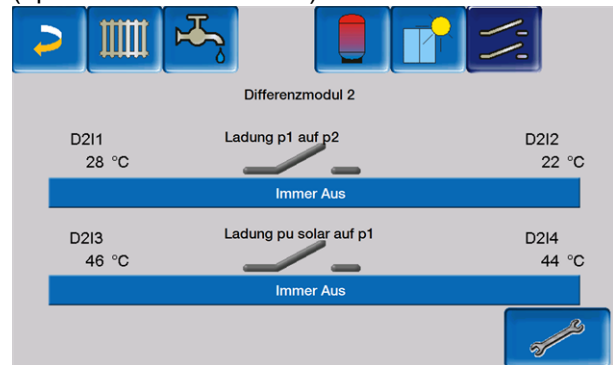 Differenzmodul 2
D2I1 Ladung p1 auf p2 D2I2
28 °C 22 °C
Immer Aus
D2I3 Ladung pu solar auf p1 D2I4
46 °C 44 °C
Immer Aus